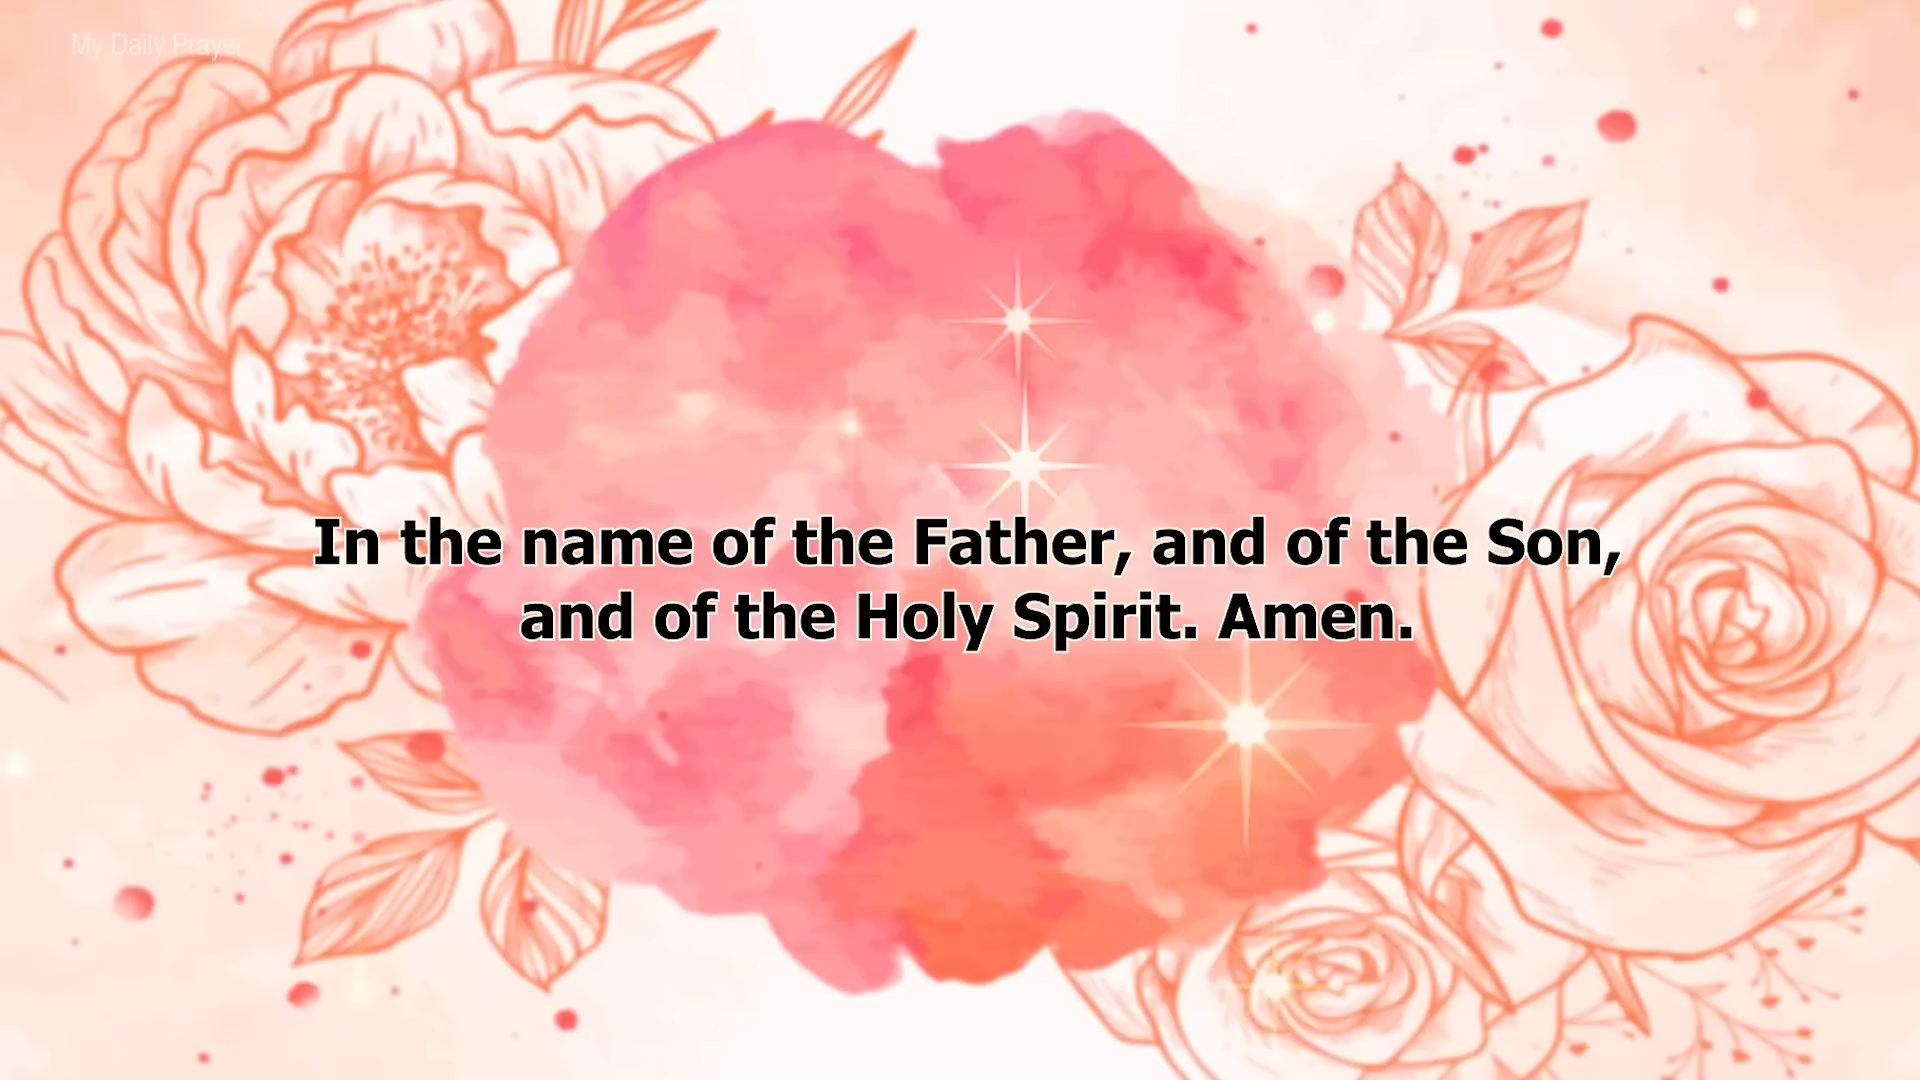 My Daily Prayer
In the name of the Father, and of the Son,
and of the Holy Spirit. Amen.